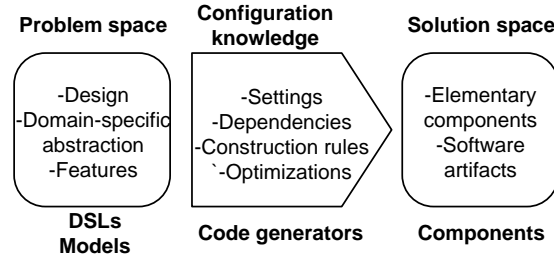 Problem space
-Design
-Domain-specific
abstraction
-Features
DSLs
Models
Configuration
knowledge
-Settings
-Dependencies
-Construction rules
`-Optimizations
Code generators
Solution space
-Elementary
components
-Software
artifacts
Components